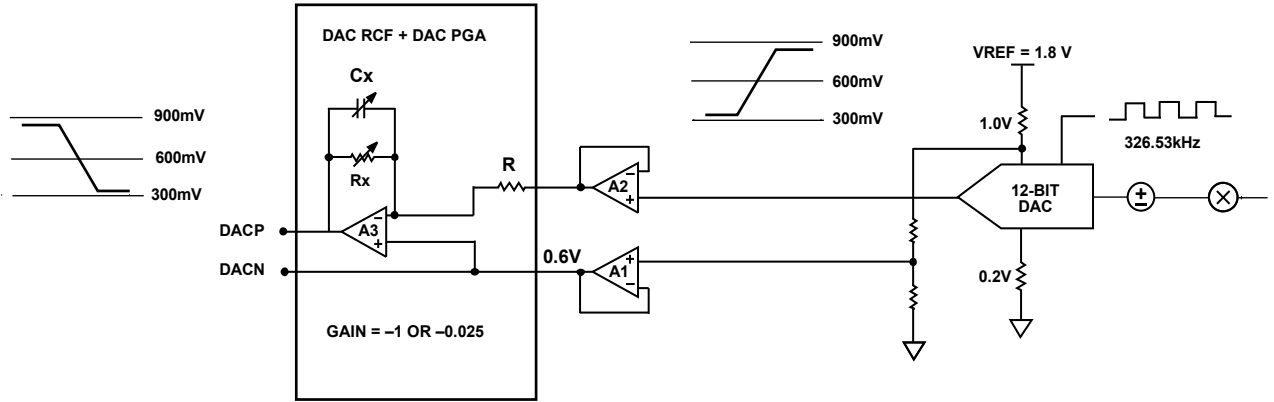 DAC RCF + DAC PGA
Cx
Rx
900mV
600mV
300mV
DACP
DACN
A3
–
+
GAIN = –1 OR –0.025
R
0.6V
A2
–
+
A1
+
–
900mV
600mV
300mV
VREF = 1.8 V
1.0V
326.53kHz
12-BIT
DAC
±
×
0.2V